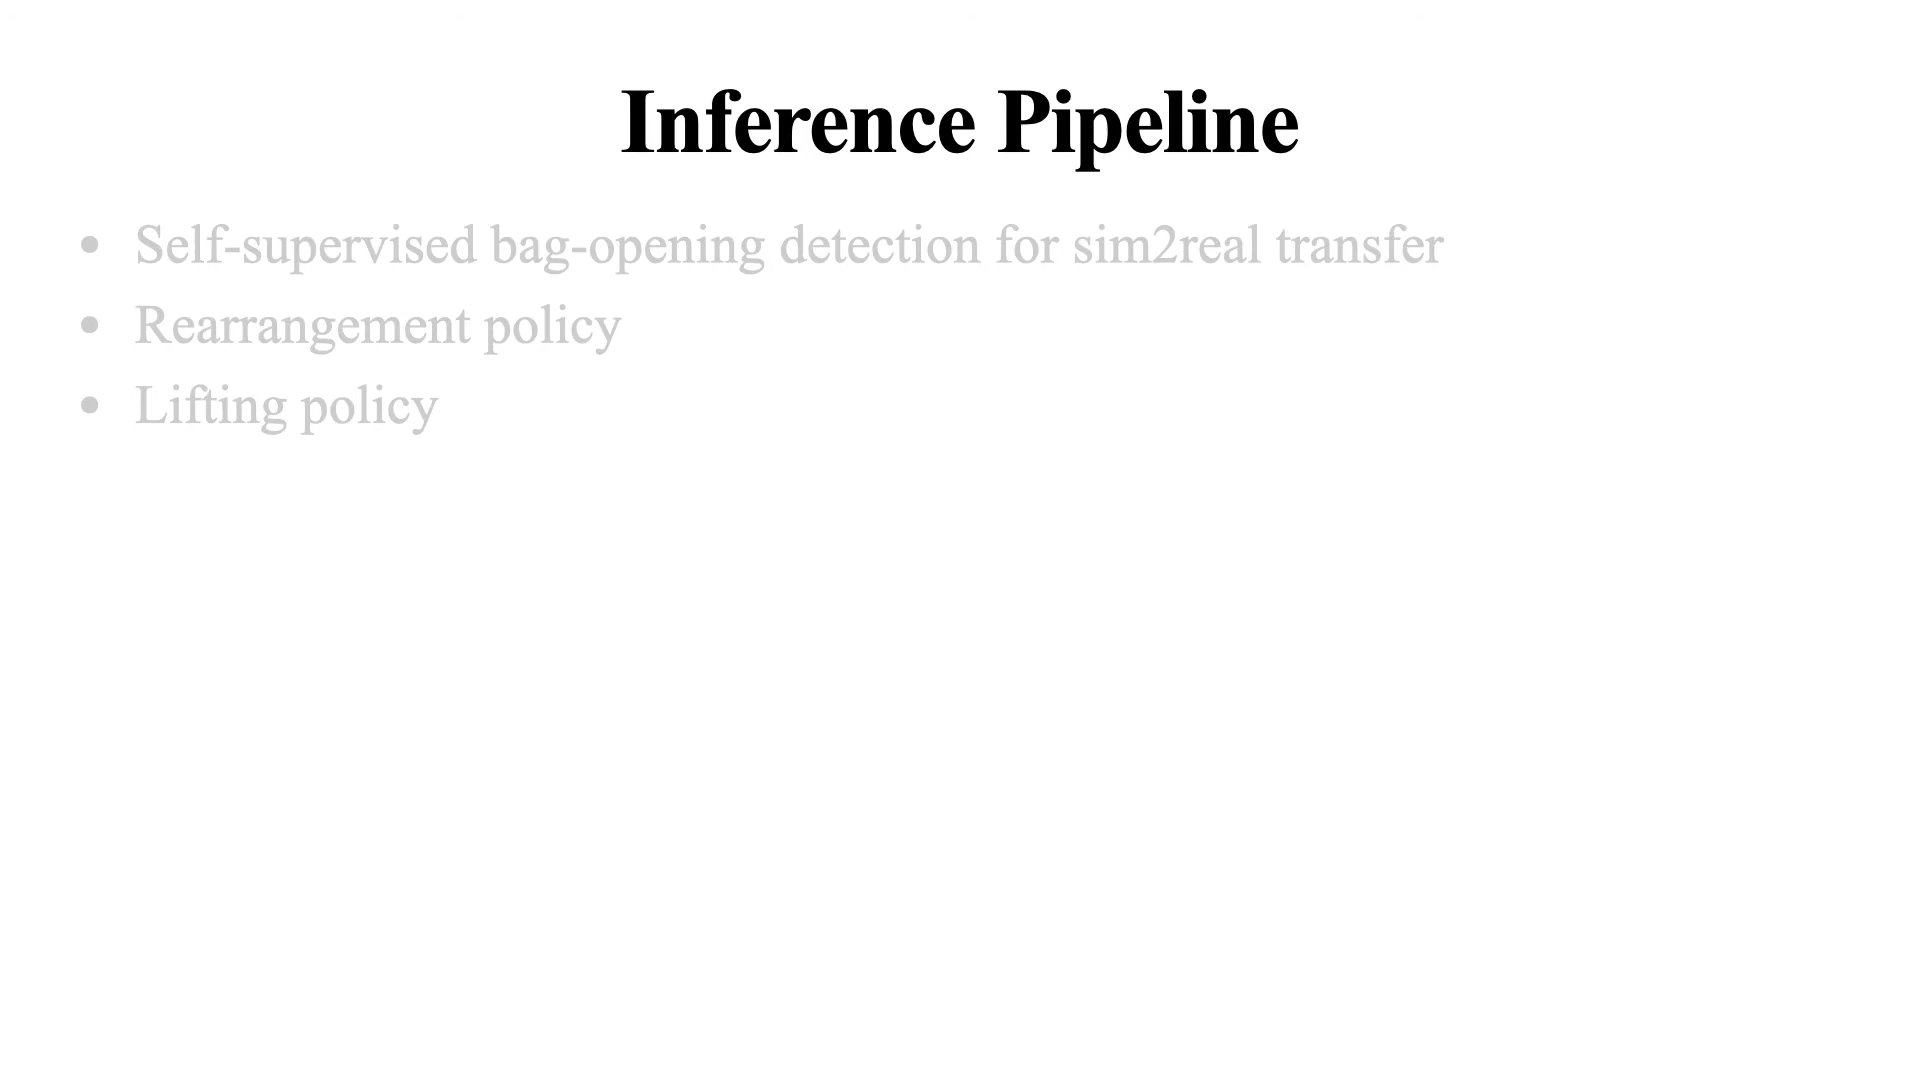 Inference Pipeline
• Self-supervised bag-opening detection for sim2real transfer
• Rearrangement policy
• Lifting policy